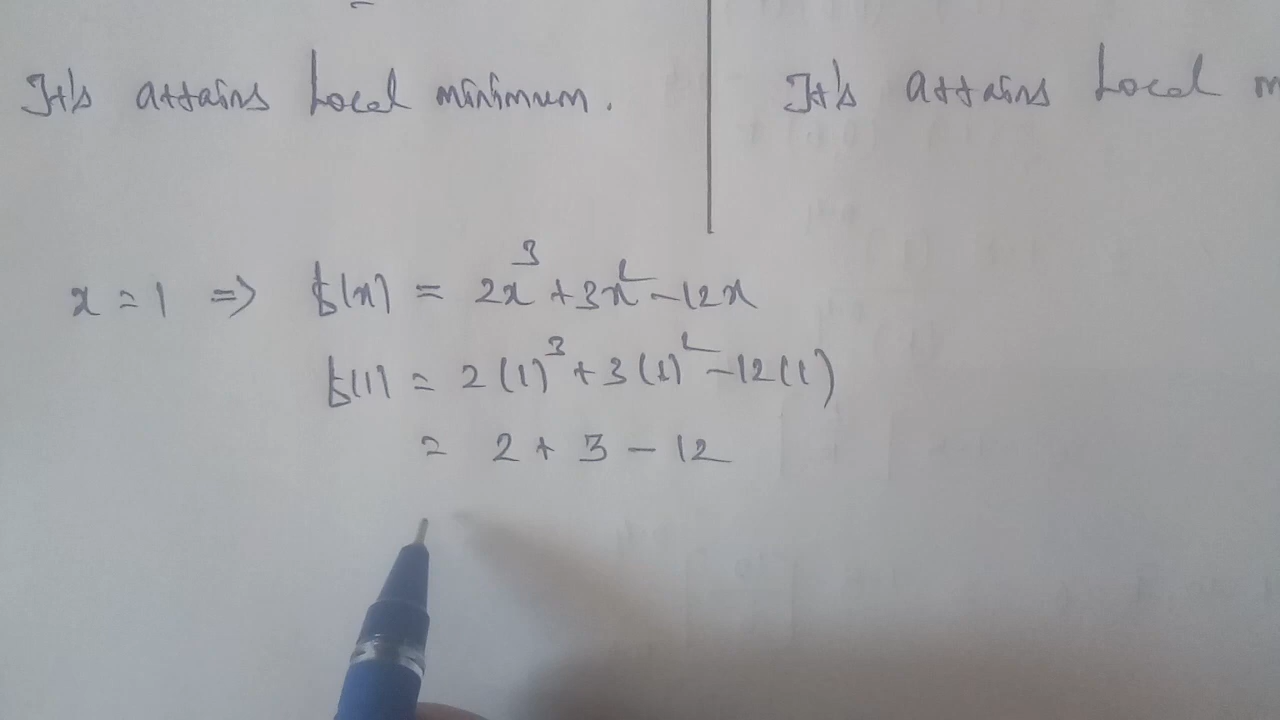 It's attains Local minimum.
It's attains Local
x = 1 => f(x) = 2x³ + 3x² - 12x
f(1) = 2(1)³ + 3(1)² - 12(1)
= 2 + 3 - 12